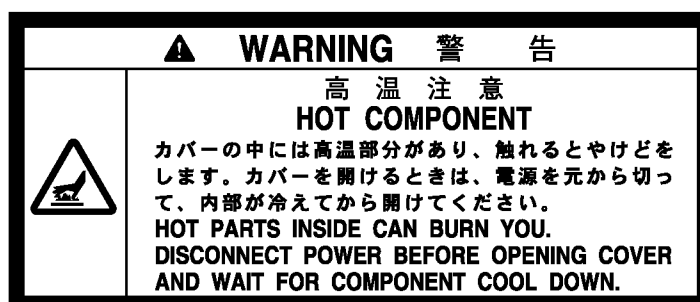 WARNING 警 告
高 温 注 意
HOT COMPONENT
カバーの中には高温部分があり、触れるとやけどを
します。カバーを開けるときは、電源を元から切っ
て、内部が冷えてから開けてください。
HOT PARTS INSIDE CAN BURN YOU.
DISCONNECT POWER BEFORE OPENING COVER
AND WAIT FOR COMPONENT COOL DOWN.